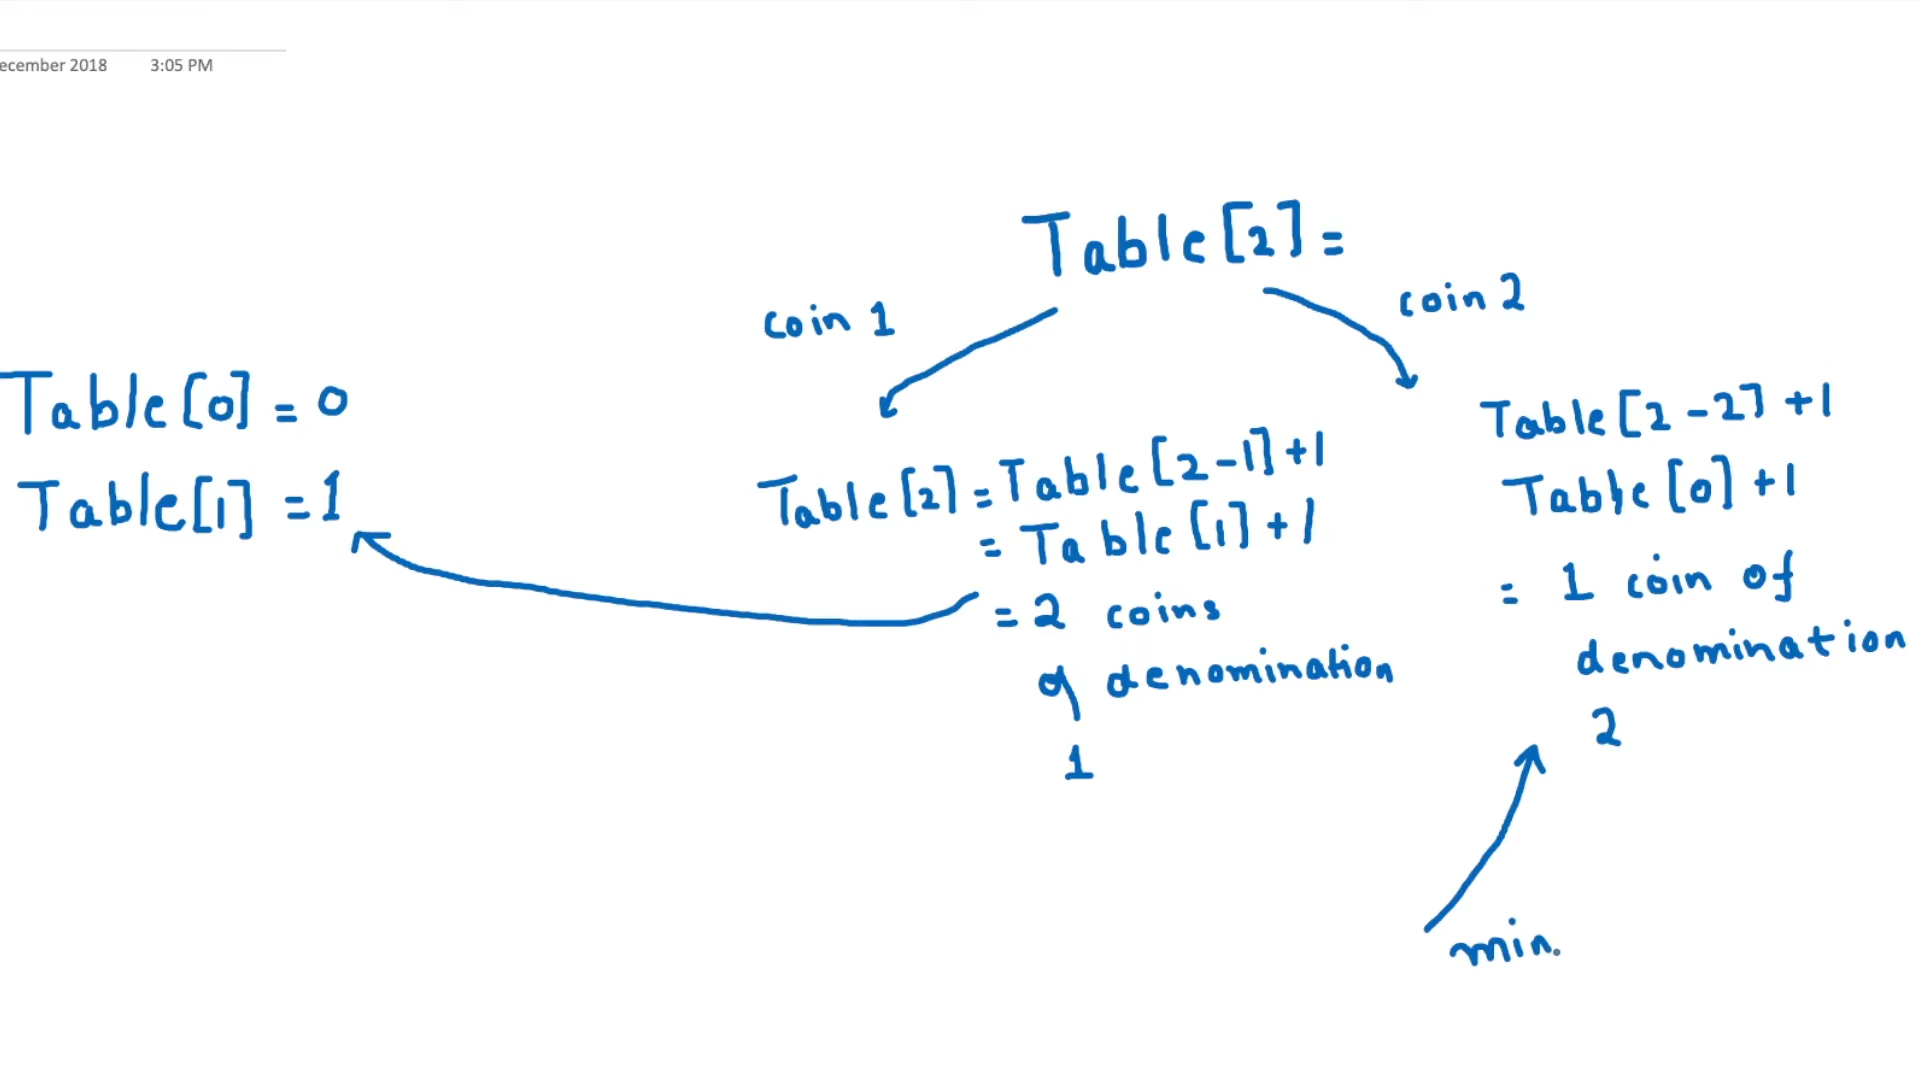 ecember 2018 3:05 PM
Table[2]=
coin 1
coin 2
Table[0] = 0
Table[1] = 1
Table[2] = Table[2-1]+1
= Table[1]+1
= 2 coins
of denomination
1
Table[2-2]+1
Table[0]+1
= 1 coin of
denomination
2
min.